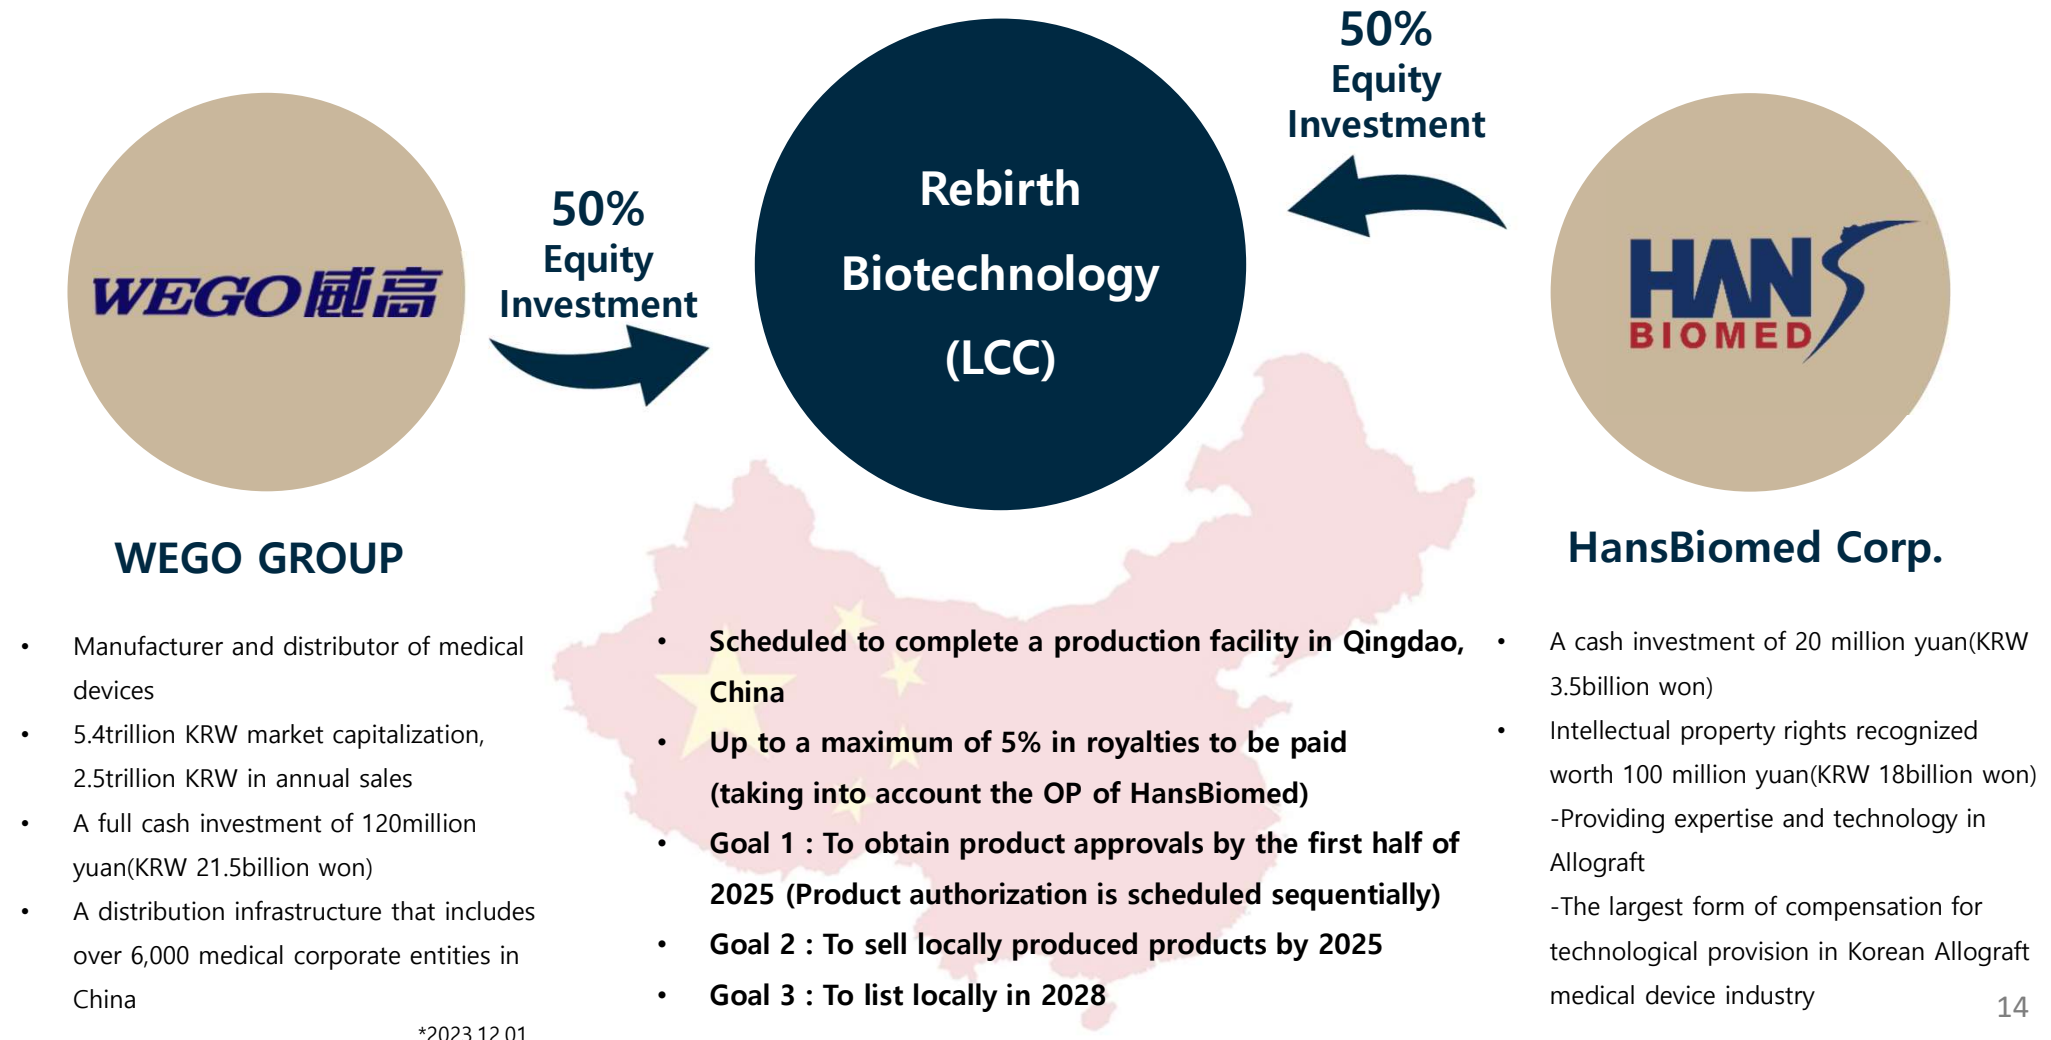 50%
Equity
Investment
50%
Equity
Investment
Rebirth
Biotechnology
(LCC)
WEGO威高
HANS
BIOMED
WEGO GROUP
• Manufacturer and distributor of medical
devices
• 5.4trillion KRW market capitalization,
2.5trillion KRW in annual sales
• A full cash investment of 120million
yuan(KRW 21.5billion won)
• A distribution infrastructure that includes
over 6,000 medical corporate entities in
China
*2023.12.01
• Scheduled to complete a production facility in Qingdao,
China
• Up to a maximum of 5% in royalties to be paid
(taking into account the OP of HansBiomed)
• Goal 1 : To obtain product approvals by the first half of
2025 (Product authorization is scheduled sequentially)
• Goal 2 : To sell locally produced products by 2025
• Goal 3 : To list locally in 2028
HansBiomed Corp.
• A cash investment of 20 million yuan(KRW
3.5billion won)
• Intellectual property rights recognized
worth 100 million yuan(KRW 18billion won)
-Providing expertise and technology in
Allograft
-The largest form of compensation for
technological provision in Korean Allograft
medical device industry
14